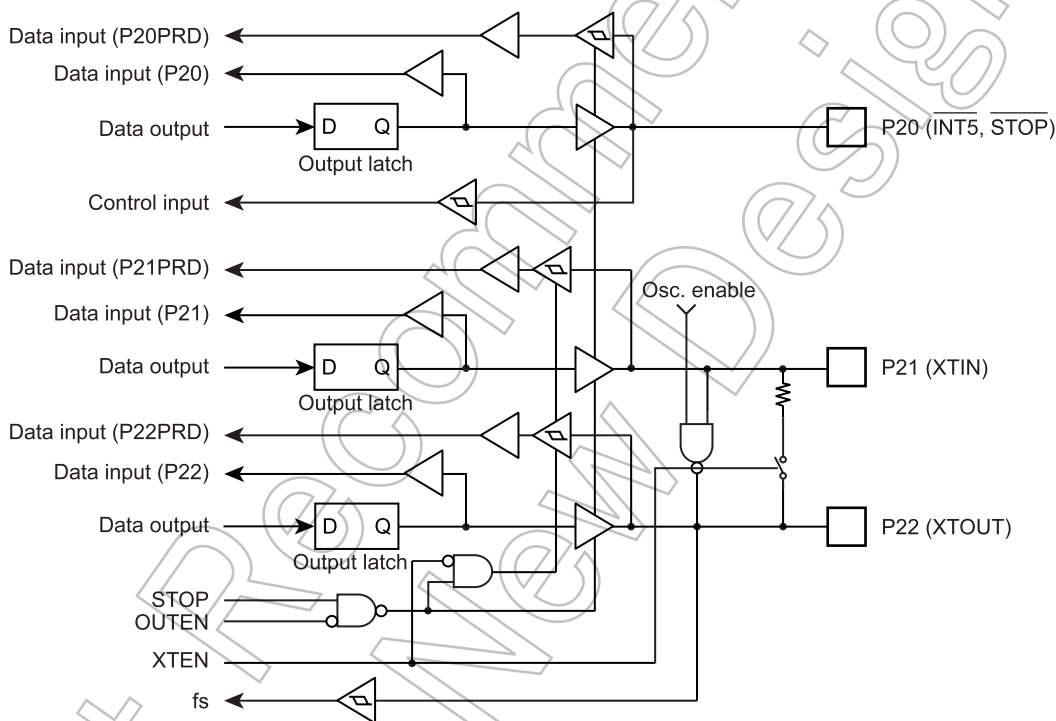 Data input (P20PRD)
Data input (P20)
Data output
D Q
Output latch
P20 (INT5, STOP)
Control input
Data input (P21PRD)
Osc. enable
Data input (P21)
Data output
D Q
Output latch
P21 (XTIN)
Data input (P22PRD)
Data input (P22)
Data output
D Q
Output latch
P22 (XTOUT)
STOP
OUTEN
XTEN
fs